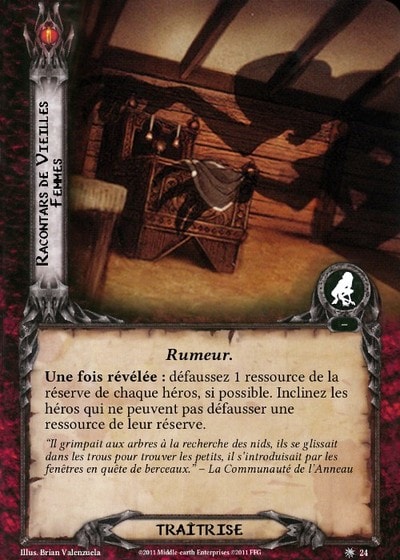 Racontars de Vieilles
Femmes
–
Rumeur.
Une fois révélée : défaussez 1 ressource de la
réserve de chaque héros, si possible. Inclinez les
héros qui ne peuvent pas défausser une
ressource de leur réserve.
“Il grimpait aux arbres à la recherche des nids, ils se glissait
dans les trous pour trouver les petits, il s’introduisait par les
fenêtres en quête de berceaux.” – La Communauté de l’Anneau
TRAÎTRISE
Illus. Brian Valenzuela
©2011 Middle-earth Enterprises ©2011 FFG
24